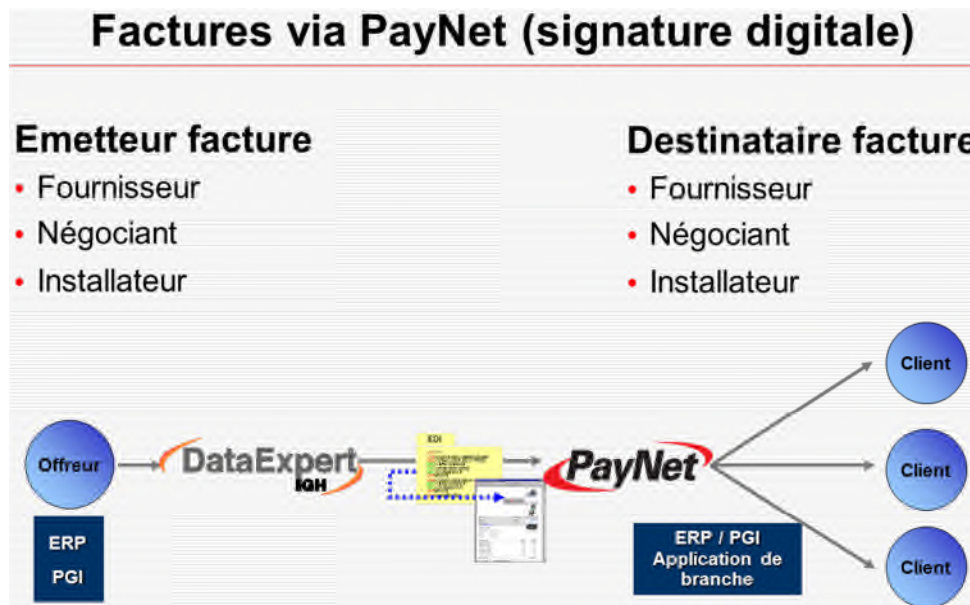 Factures via PayNet (signature digitale)
Emetteur facture
• Fournisseur
• Négociant
• Installateur
Destinataire facture
• Fournisseur
• Négociant
• Installateur
Client
Offreur
DataExpert
IGH
EDI
PayNet
Client
ERP
PGI
ERP / PGI
Application de
branche
Client